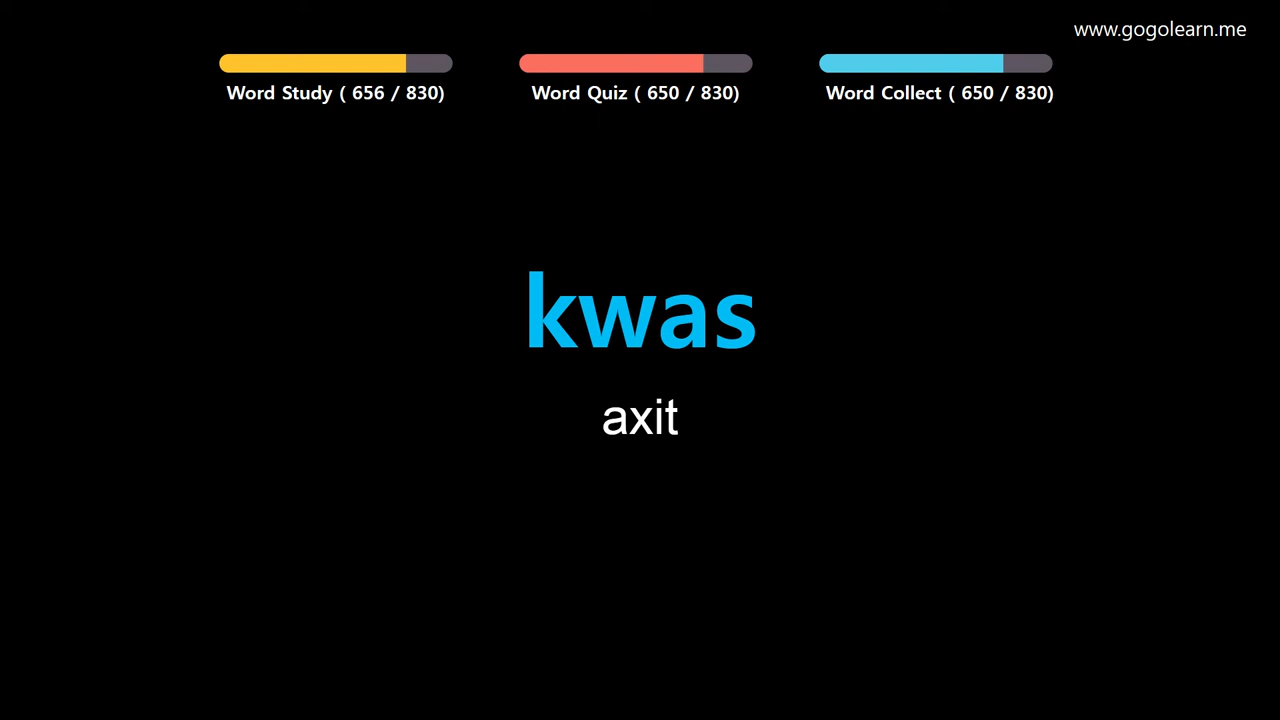 www.gogolearn.me
Word Study ( 656 / 830)
Word Quiz ( 650 / 830)
Word Collect ( 650 / 830)
kwas
axit